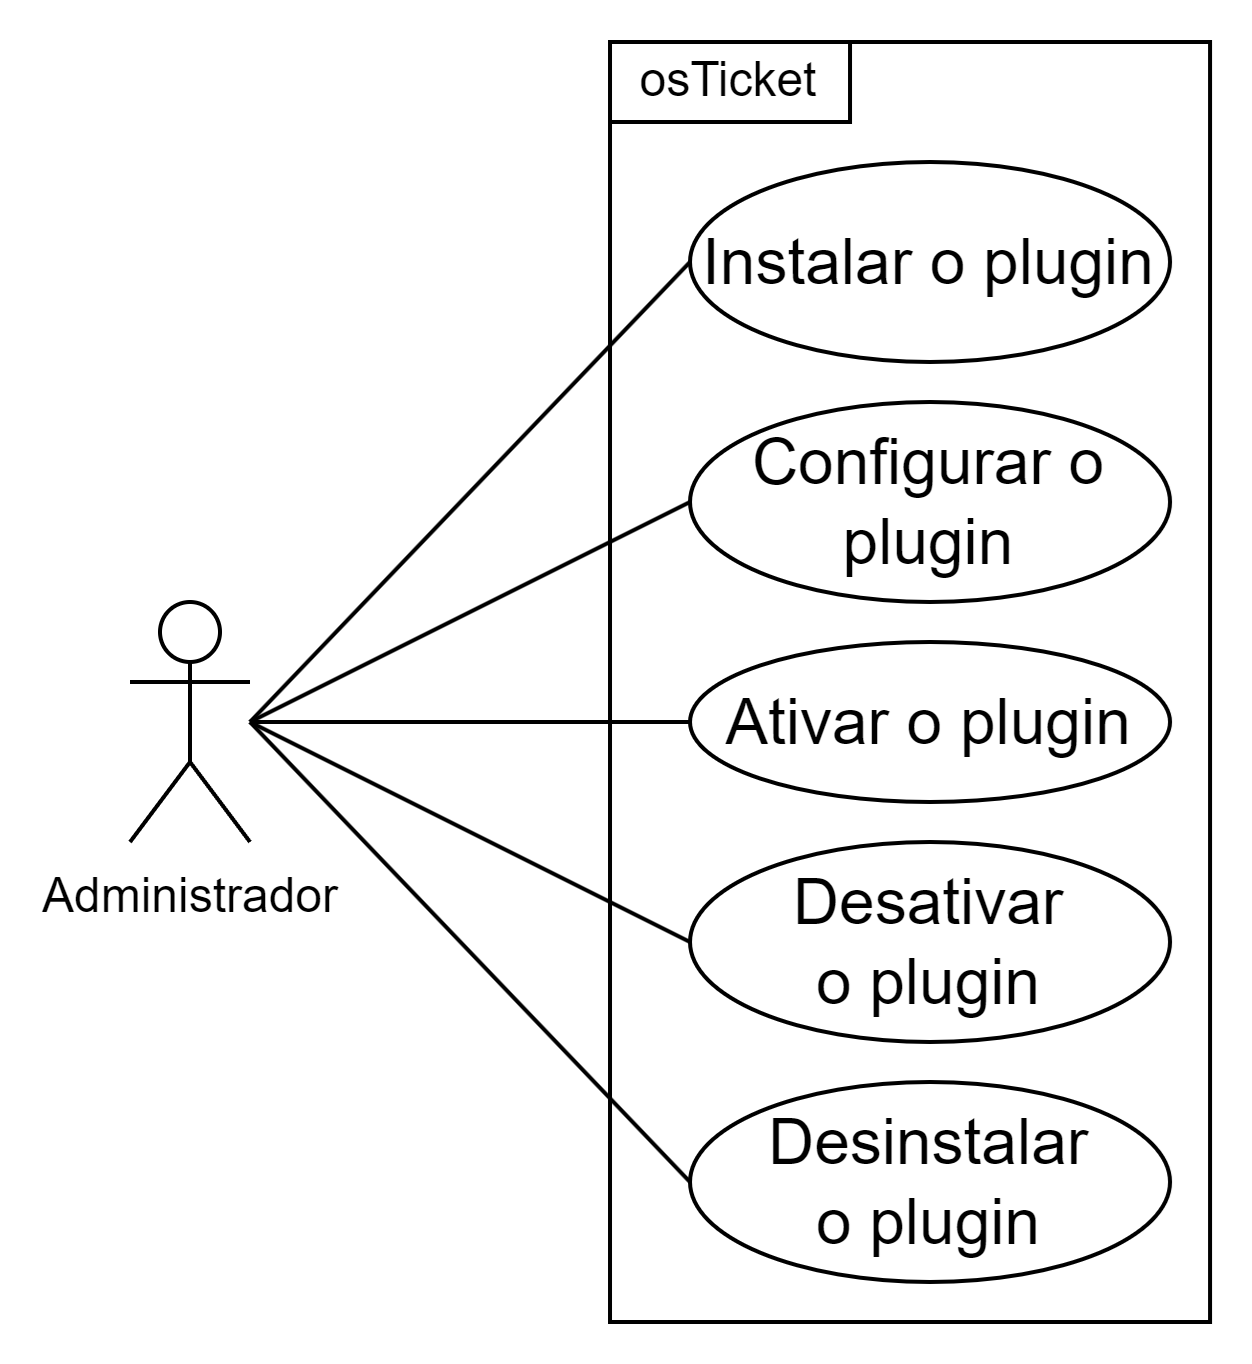 osTicket
Instalar o plugin
Configurar o
plugin
Ativar o plugin
Desativar
o plugin
Desinstalar
o plugin
Administrador